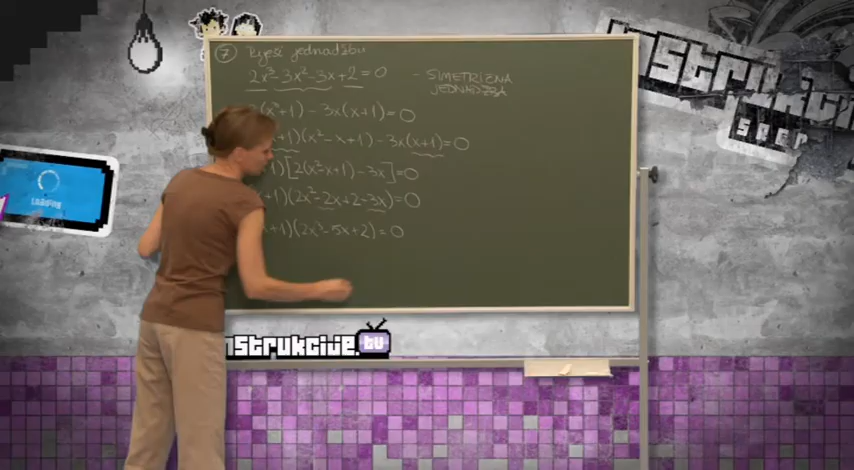 7 Riješi jednadžbu
2x³-3x²-3x+2=0 - SIMETRIČNA
JEDNADŽBA
(x³+1)-3x(x+1)=0
+1)(x²-x+1)-3x(x+1)=0
1)[2(x²-x+1)-3x]=0
+1)(2x²-2x+2-3x)=0
x+1)(2x²-5x+2)=0
Loading
nstrukcije.tv